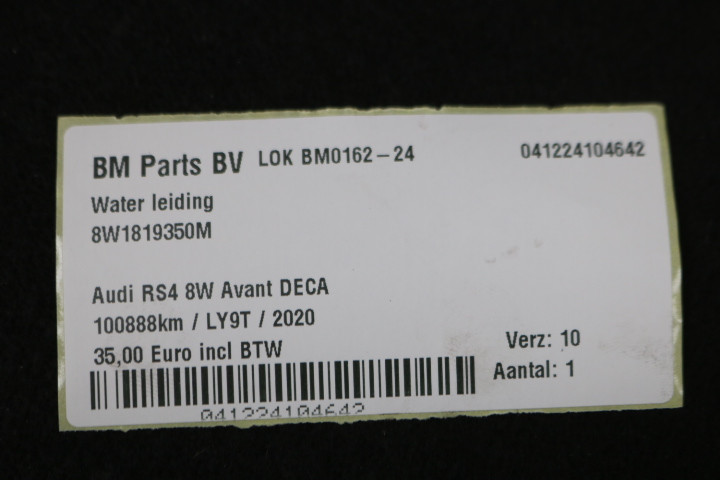 BM Parts BV LOK BM0162-24 041224104642
Water leiding
8W1819350M
Audi RS4 8W Avant DECA
100888km / LY9T / 2020
35,00 Euro incl BTW
Verz: 10
Aantal: 1
041224104642